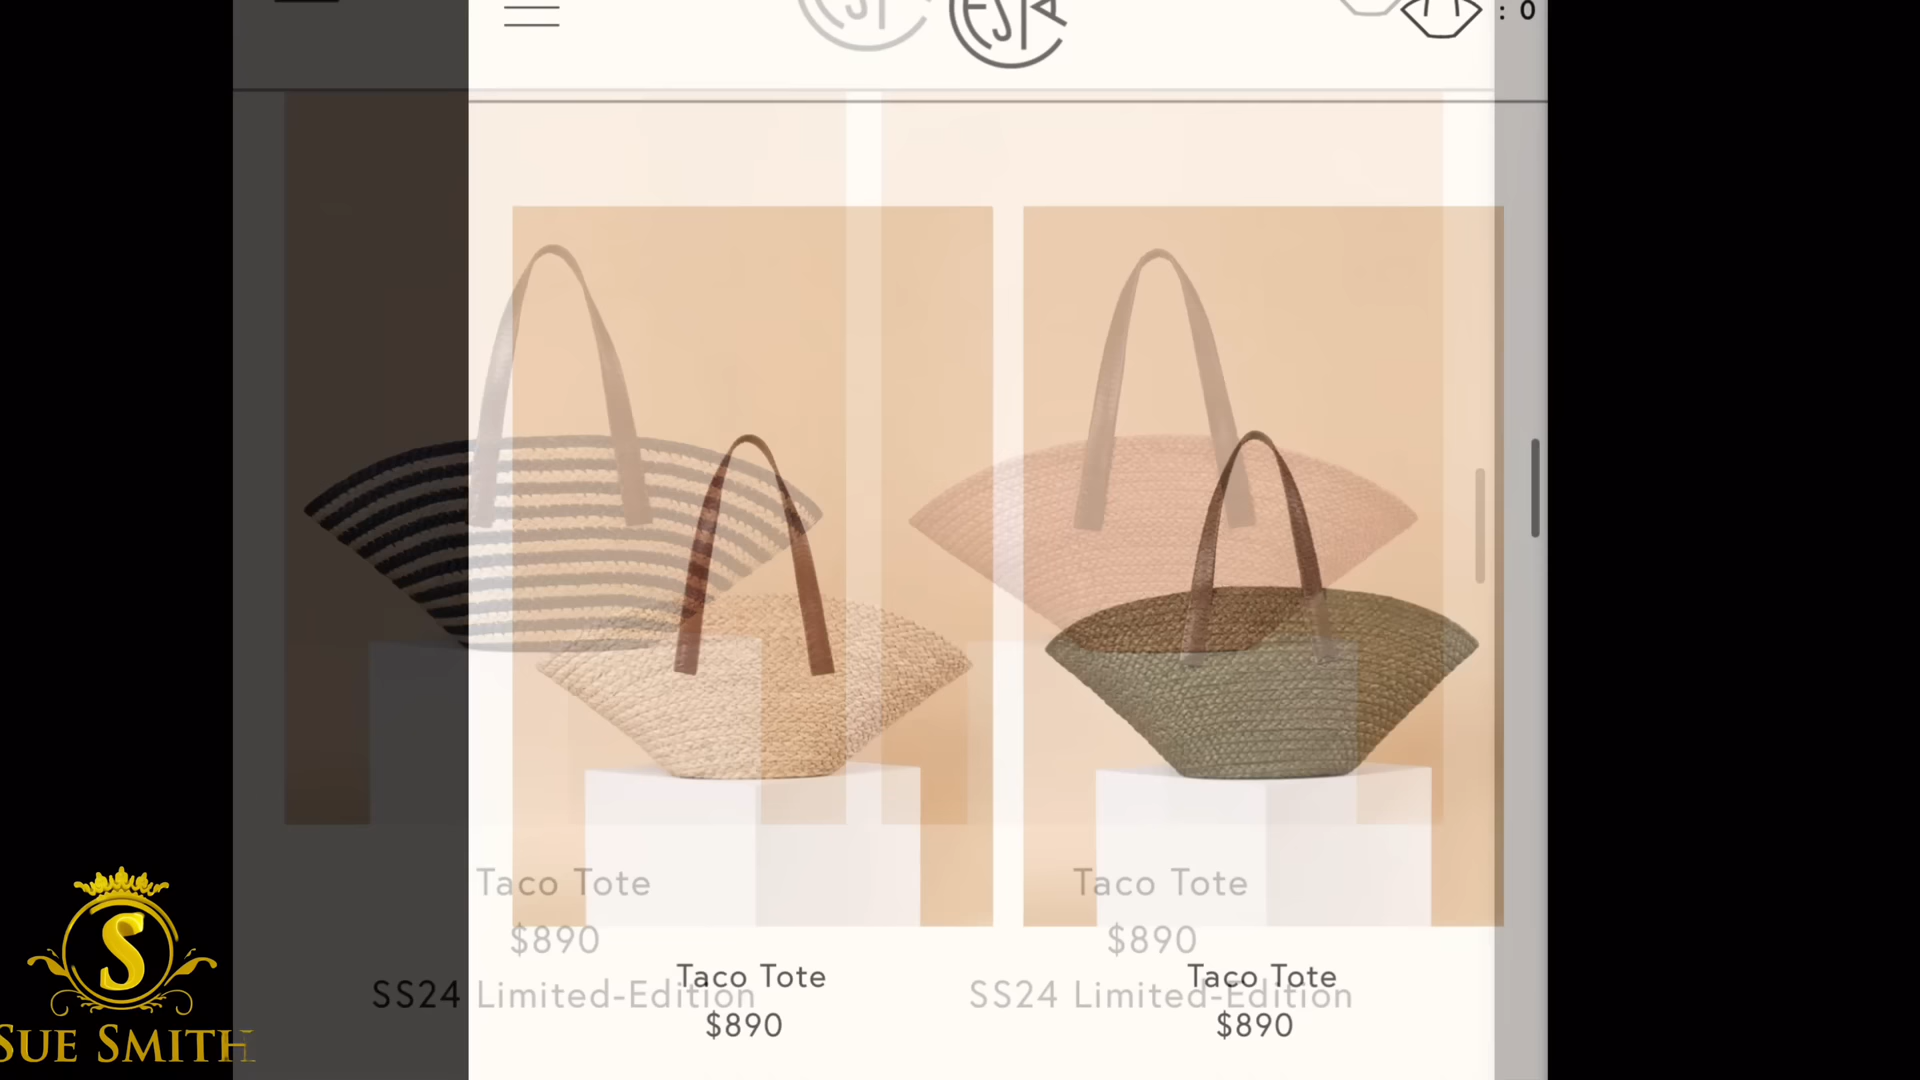 : 0
Taco Tote
$890
SS24 Limited-Edition
Taco Tote
$890
SS24 Limited-Edition
Taco Tote
$890
Taco Tote
$890
S
SUE SMITH